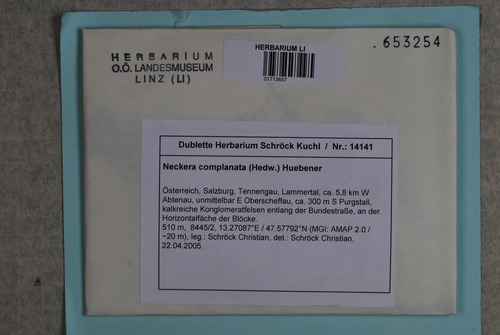 HERBARIUM
O.Ö. LANDESMUSEUM
LINZ (LI)
HERBARIUM LI
01713657
.653254
Dublette Herbarium Schröck Kuchl / Nr.: 14141
Neckera complanata (Hedw.) Huebener
Österreich, Salzburg, Tennengau, Lammertal, ca. 5,8 km W
Abtenau, unmittelbar E Oberscheffau, ca. 300 m S Purgstall,
kalkreiche Konglomeratfelsen entlang der Bundestraße, an der
Horizontalfäche der Blöcke.
510 m, 8445/2, 13.27087°E / 47.57792°N (MGI: AMAP 2.0 /
~20 m), leg.: Schröck Christian, det.: Schröck Christian,
22.04.2005.